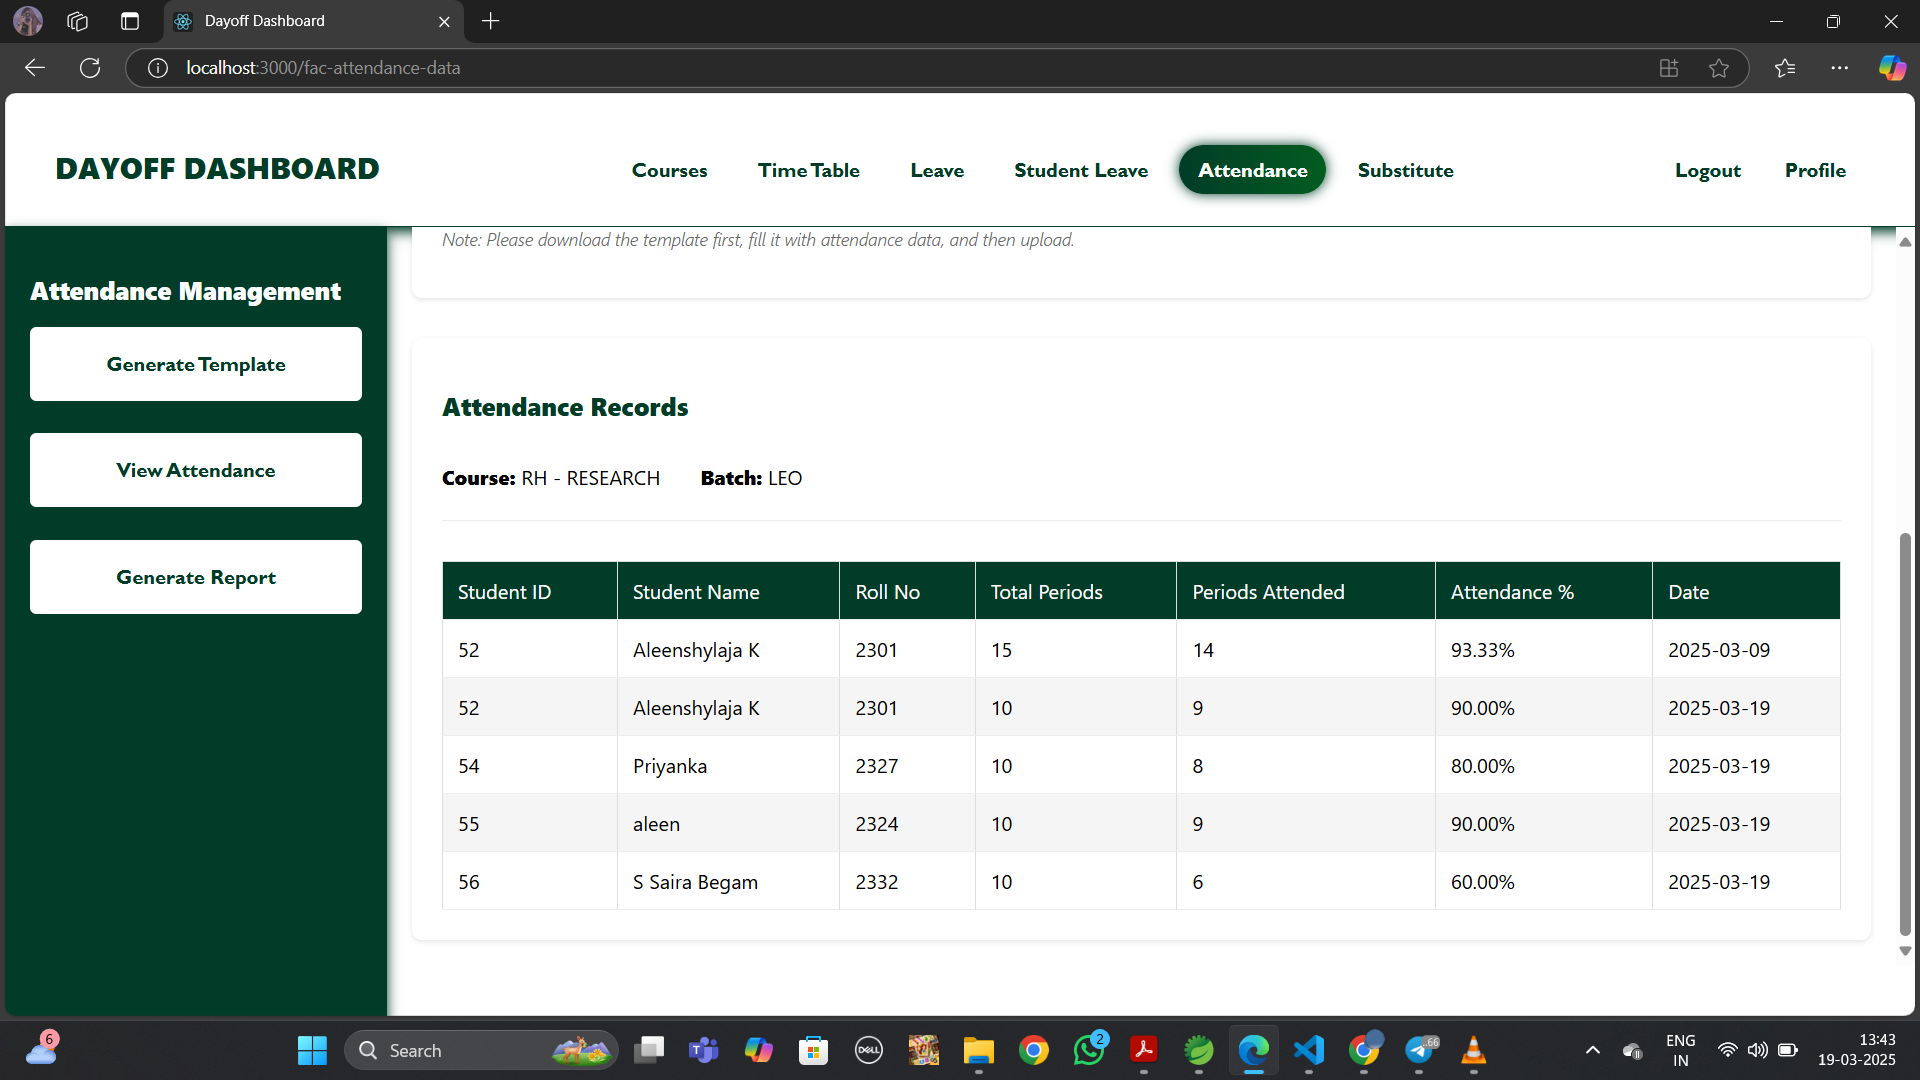 Dayoff Dashboard
localhost:3000/fac-attendance-data
DAYOFF DASHBOARD
Courses Time Table Leave Student Leave Attendance Substitute Logout Profile
Note: Please download the template first, fill it with attendance data, and then upload.
Attendance Management
Generate Template
View Attendance
Generate Report
Attendance Records
Course: RH - RESEARCH Batch: LEO
Student ID Student Name Roll No Total Periods Periods Attended Attendance % Date
52 Aleenshylaja K 2301 15 14 93.33% 2025-03-09
52 Aleenshylaja K 2301 10 9 90.00% 2025-03-19
54 Priyanka 2327 10 8 80.00% 2025-03-19
55 aleen 2324 10 9 90.00% 2025-03-19
56 S Saira Begam 2332 10 6 60.00% 2025-03-19
6
Search
DELL
2
66
ENG
IN
13:43
19-03-2025